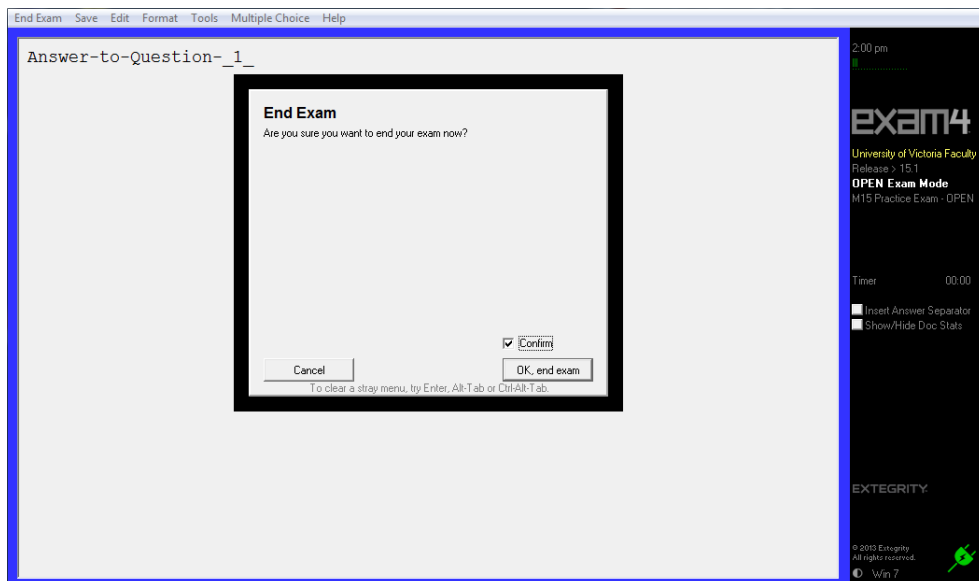 End Exam Save Edit Format Tools Multiple Choice Help
Answer-to-Question-_1_
End Exam
Are you sure you want to end your exam now?
Confirm
Cancel
OK, end exam
To clear a stray menu, try Enter, Alt-Tab or Ctrl-Alt-Tab.
2:00 pm
exam4
University of Victoria Faculty
Release > 15.1
OPEN Exam Mode
M15 Practice Exam - OPEN
Timer 00:00
Insert Answer Separator
Show/Hide Doc Stats
EXTEGRITY
© 2013 Extegrity
All rights reserved.
Win 7